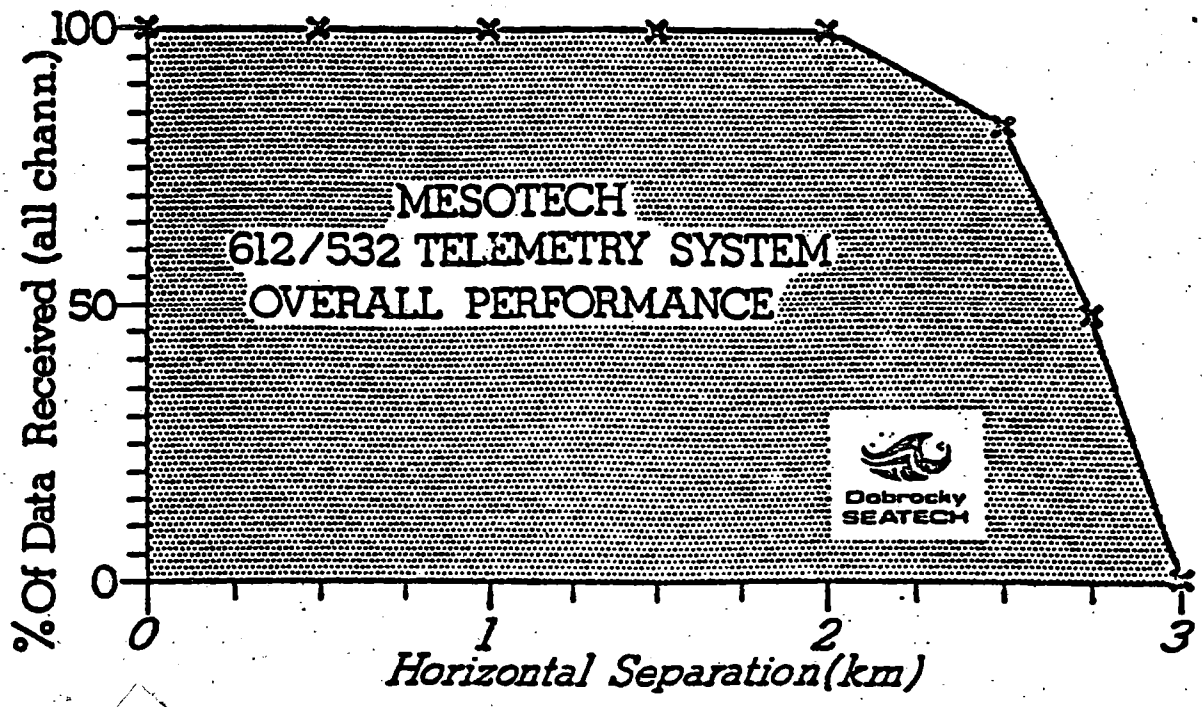 100
50
0
% Of Data Received (all chann.)
MESOTECH
612/532 TELEMETRY SYSTEM
OVERALL PERFORMANCE
Dobrocky
SEATECH
0 1 2 3
Horizontal Separation(km)